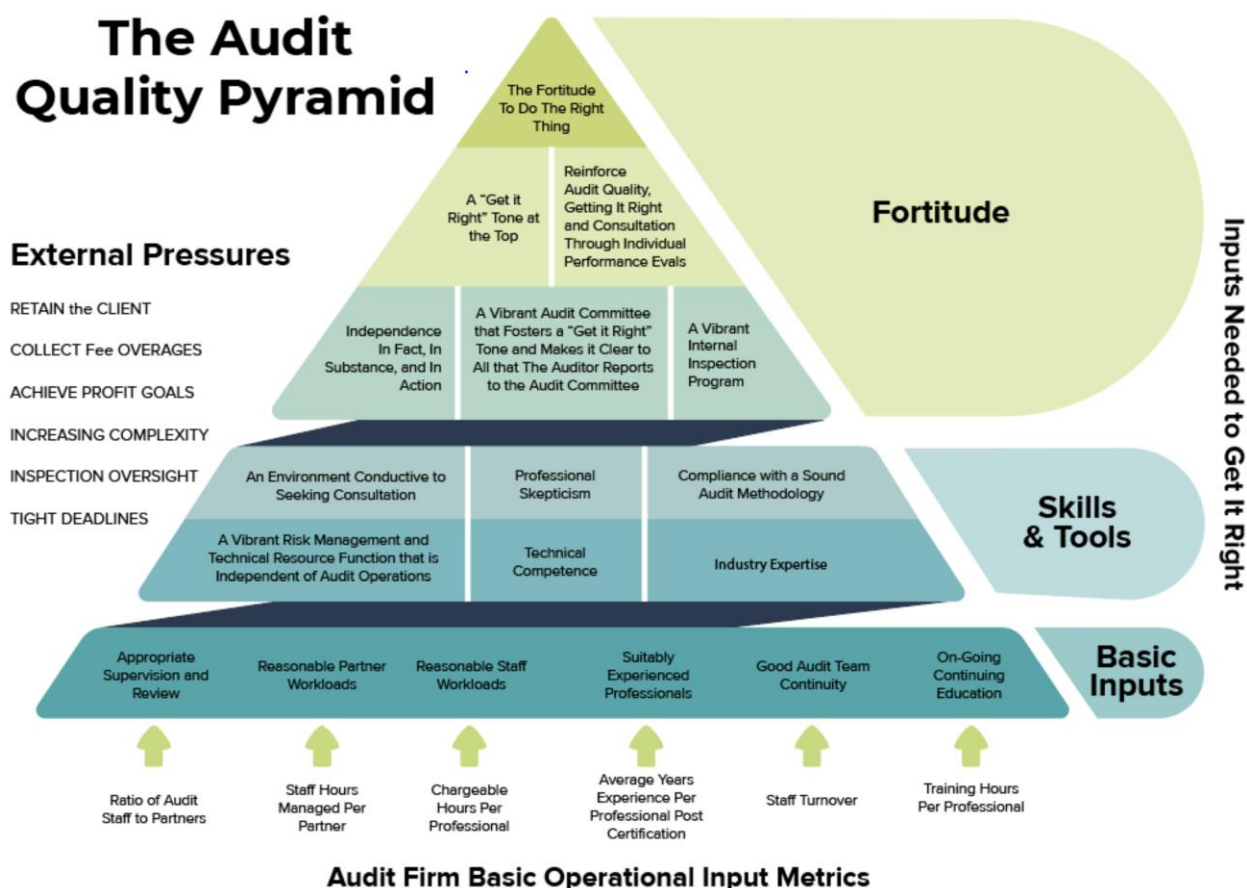 The Audit
Quality Pyramid
The Fortitude
To Do The Right
Thing
A “Get it
Right” Tone at
the Top
Reinforce
Audit Quality,
Getting It Right
and Consultation
Through Individual
Performance Evals
Fortitude
External Pressures
RETAIN the CLIENT
COLLECT Fee OVERAGES
ACHIEVE PROFIT GOALS
INCREASING COMPLEXITY
INSPECTION OVERSIGHT
TIGHT DEADLINES
Independence
In Fact, In
Substance, and In
Action
A Vibrant Audit Committee
that Fosters a “Get it Right”
Tone and Makes it Clear to
All that The Auditor Reports
to the Audit Committee
A Vibrant
Internal
Inspection
Program
An Environment Conductive to
Seeking Consultation
Professional
Skepticism
Compliance with a Sound
Audit Methodology
A Vibrant Risk Management and
Technical Resource Function that is
Independent of Audit Operations
Technical
Competence
Industry Expertise
Skills
& Tools
Inputs Needed to Get It Right
Appropriate
Supervision and
Review
Reasonable Partner
Workloads
Reasonable Staff
Workloads
Suitably
Experienced
Professionals
Good Audit Team
Continuity
On-Going
Continuing
Education
Basic
Inputs
Ratio of Audit
Staff to Partners
Staff Hours
Managed Per
Partner
Chargeable
Hours Per
Professional
Average Years
Experience Per
Professional Post
Certification
Staff Turnover
Training Hours
Per Professional
Audit Firm Basic Operational Input Metrics